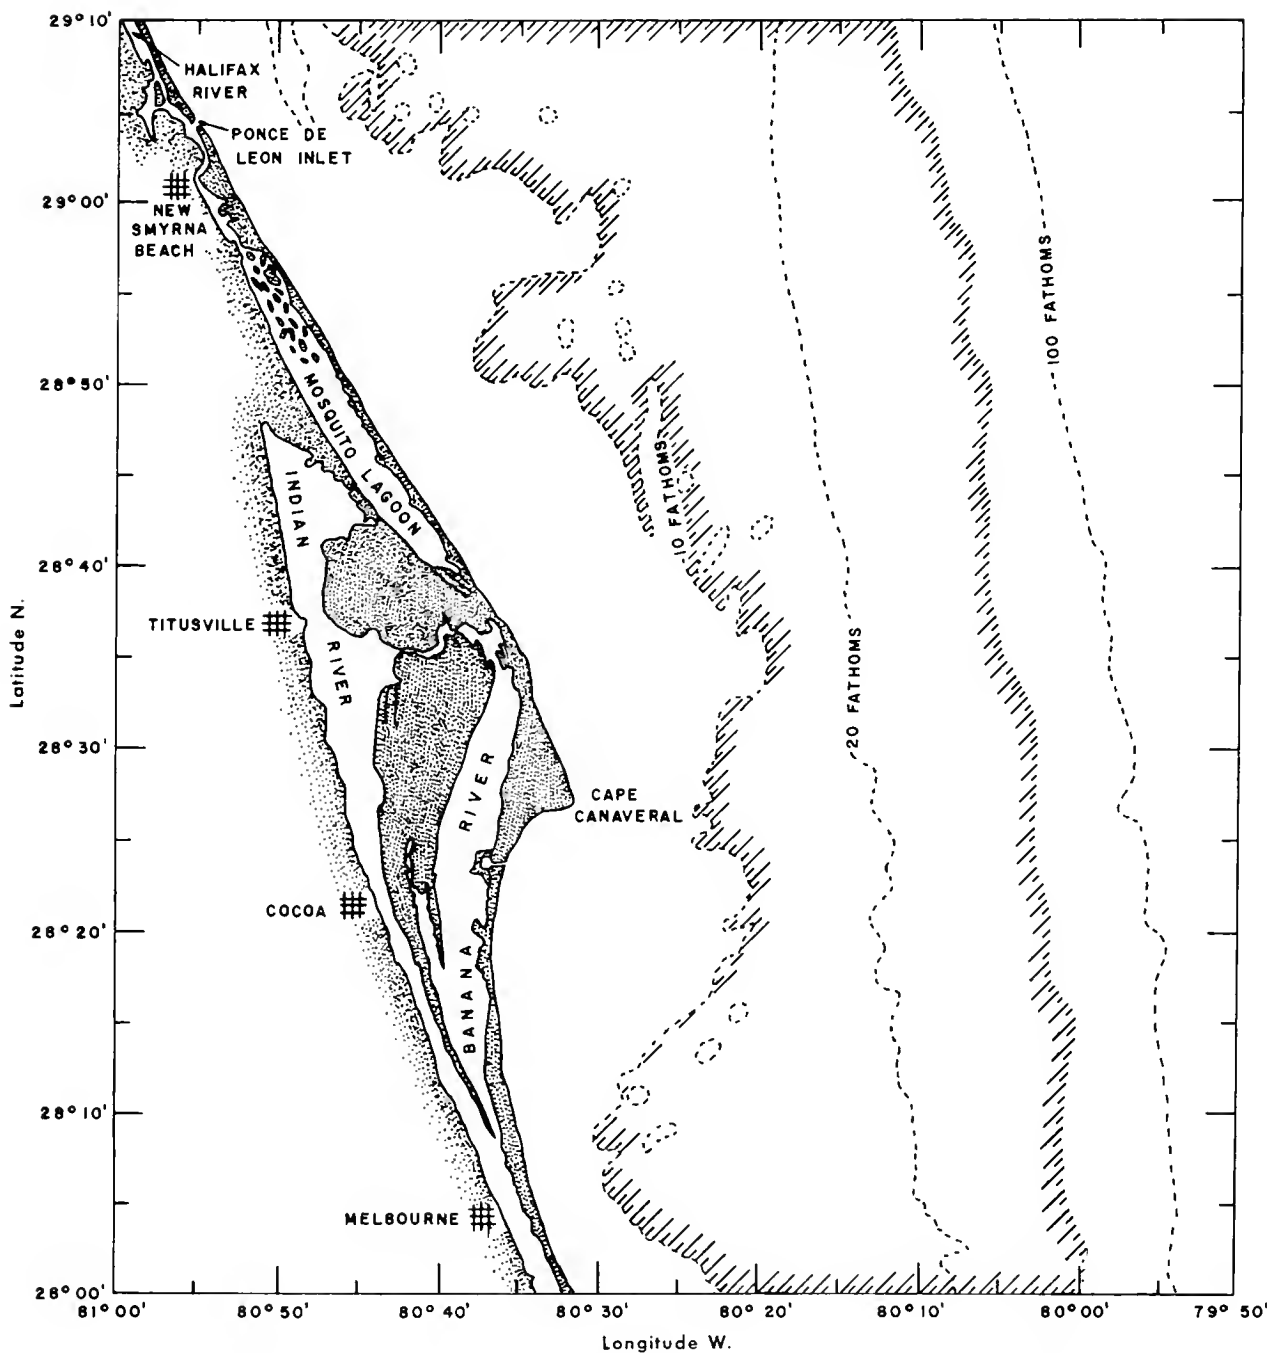 29°10'
HALIFAX
RIVER
PONCE DE
LEON INLET
29°00'
NEW
SMYRNA
BEACH
100 FATHOMS
28°50'
MOSQUITO LAGOON
INDIAN
RIVER
10 FATHOMS
28°40'
TITUSVILLE
20 FATHOMS
Latitude N.
28°30'
CAPE
CANAVERAL
BANANA RIVER
COCOA
28°20'
28°10'
MELBOURNE
28°00'
81°00' 80°50' 80°40' 80°30' 80°20' 80°10' 80°00' 79°50'
Longitude W.